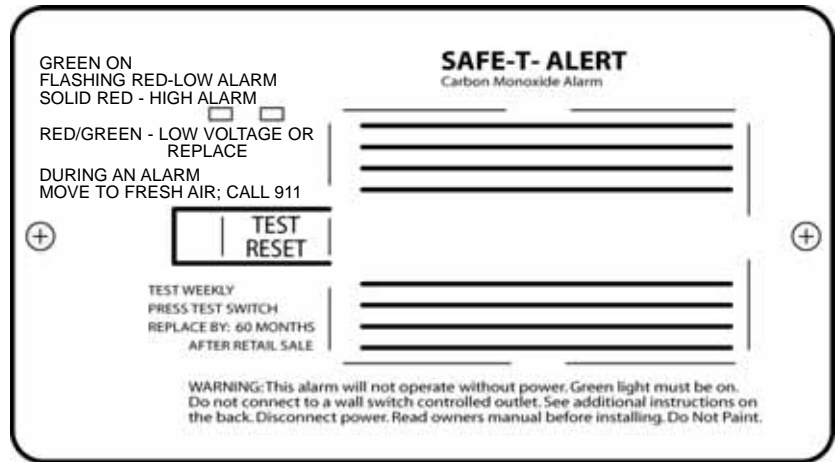 GREEN ON
FLASHING RED-LOW ALARM
SOLID RED - HIGH ALARM
RED/GREEN - LOW VOLTAGE OR
REPLACE
DURING AN ALARM
MOVE TO FRESH AIR; CALL 911
SAFE-T- ALERT
Carbon Monoxide Alarm
TEST
RESET
TEST WEEKLY
PRESS TEST SWITCH
REPLACE BY: 60 MONTHS
AFTER RETAIL SALE
WARNING: This alarm will not operate without power. Green light must be on.
Do not connect to a wall switch controlled outlet. See additional instructions on
the back. Disconnect power. Read owners manual before installing. Do Not Paint.